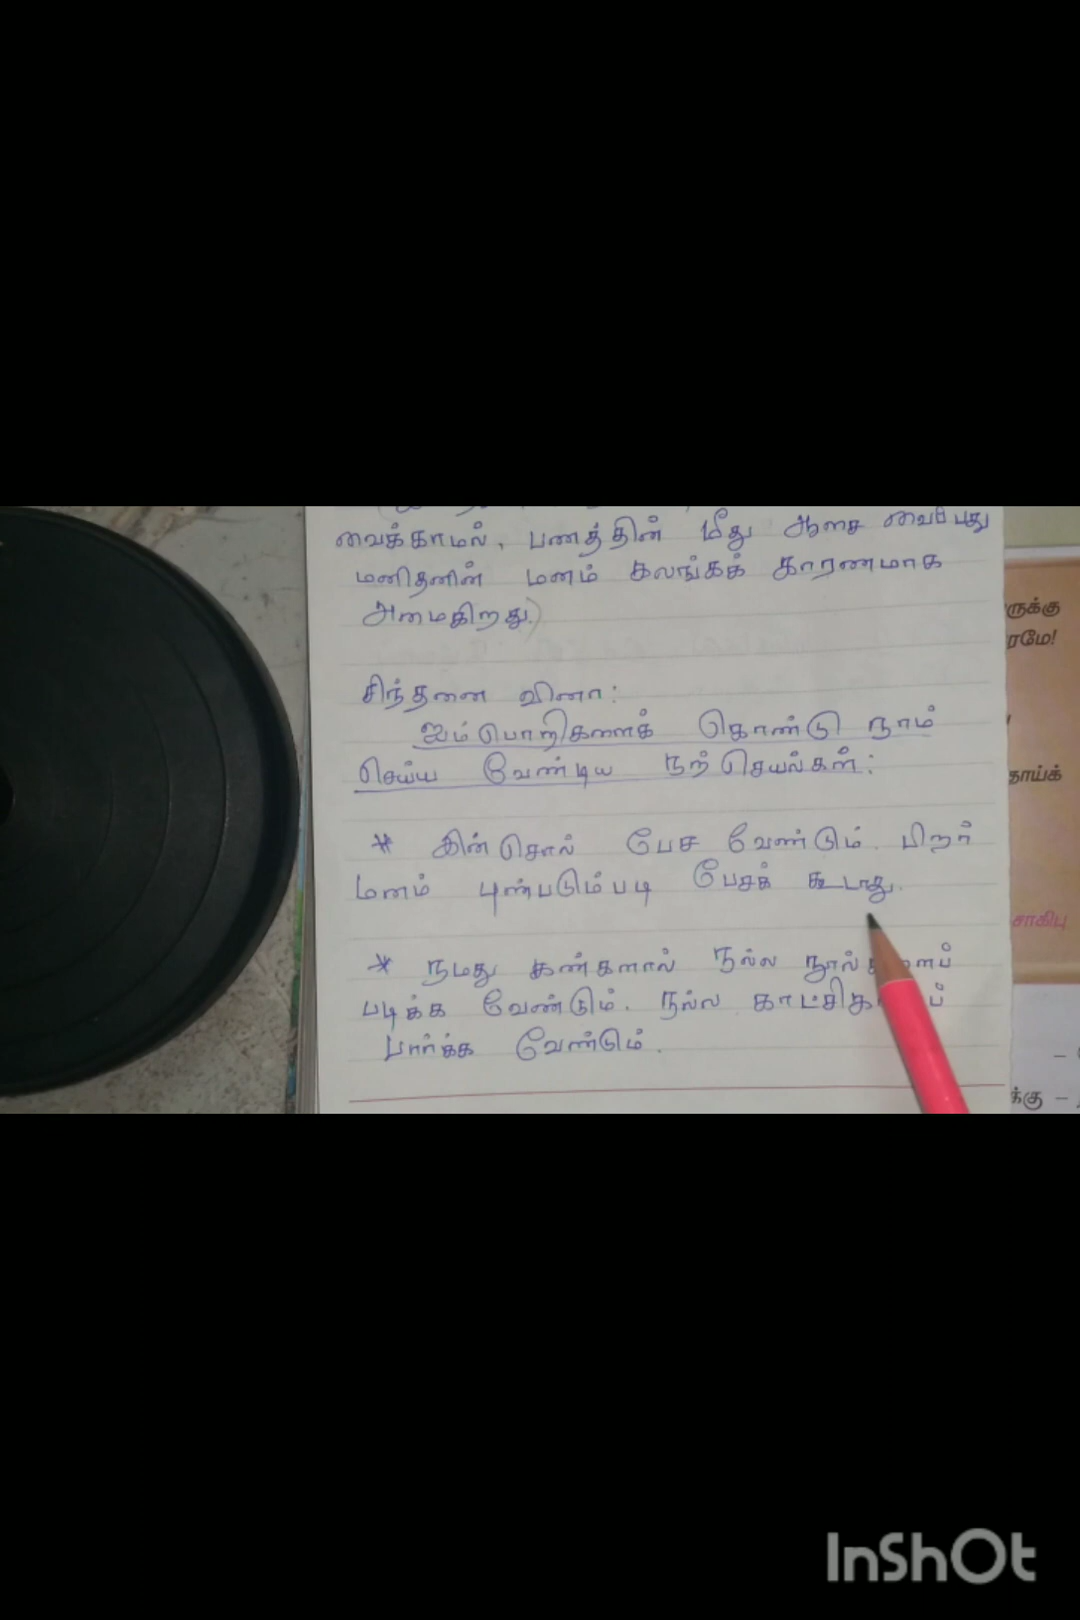 வைக்காமல், பணத்தின் மீது ஆசை வைப்பது
மனிதனின் மனம் கலங்கக் காரணமாக
அமைகிறது.)
சிந்தனை வினா:
ஐம்பொறிகளைக் கொண்டு நாம்
செய்ய வேண்டிய நற்செயல்கள்:
* இன்சொல் பேச வேண்டும். பிறர்
மனம் புண்படும்படி பேசக் கூடாது.
* நமது கண்களால் நல்ல
படிக்க வேண்டும். நல்ல
பார்க்க வேண்டும்.
ருக்கு
ரமே!
தாய்க்
சாகிபு
க்கு –
InShOt